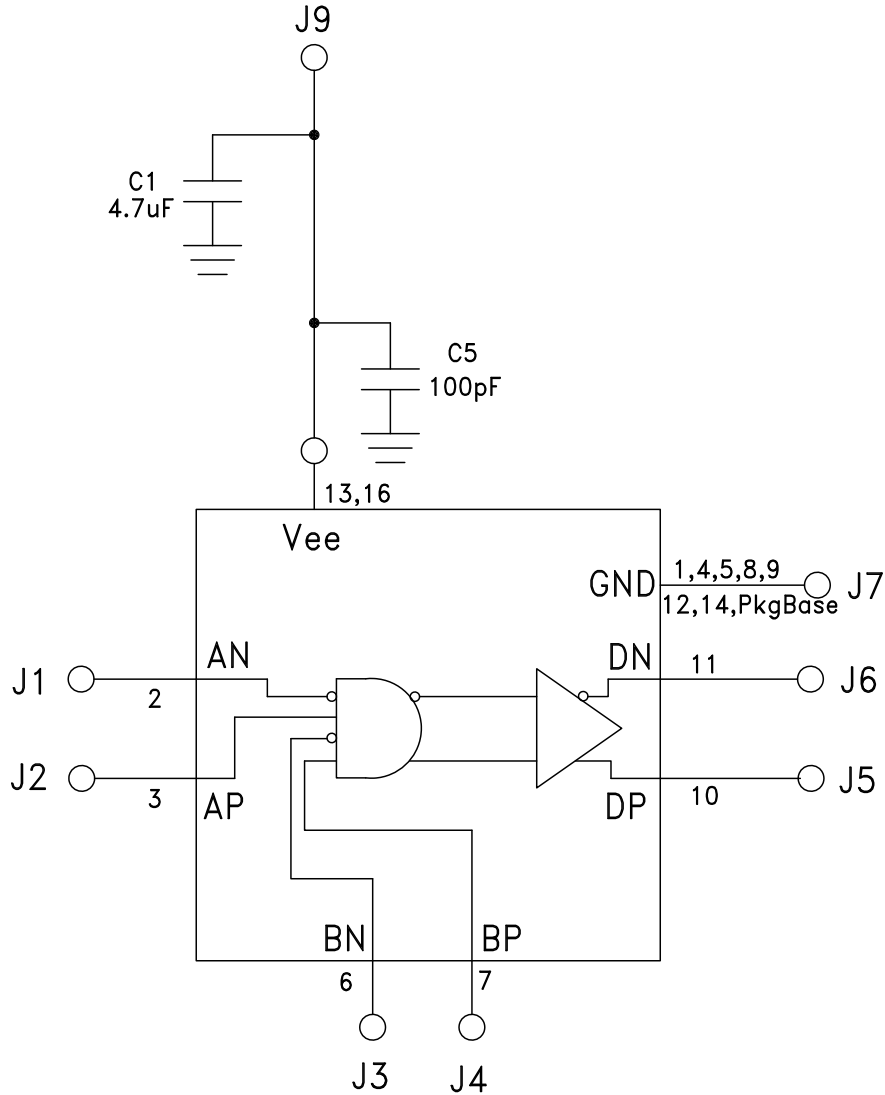 J9
C1
4.7uF
C5
100pF
13,16
Vee
1,4,5,8,9
GND
J7
12,14,PkgBase
AN
DN
11
J1
J6
2
J2
J5
3
AP
DP
10
BN
BP
6
7
J3
J4